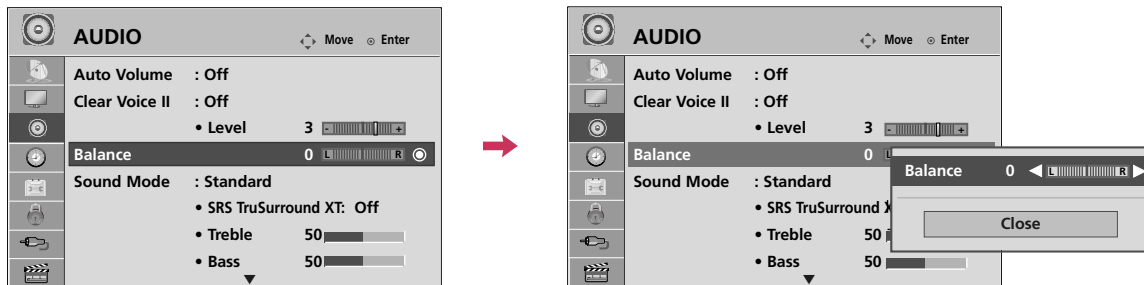 AUDIO
Move Enter
Auto Volume : Off
Clear Voice II : Off
• Level 3 - +
Balance 0 L R
Sound Mode : Standard
• SRS TruSurround XT: Off
• Treble 50
• Bass 50
AUDIO
Move Enter
Auto Volume : Off
Clear Voice II : Off
• Level 3 - +
Balance 0 L
Sound Mode : Standard
• SRS TruSurround X
• Treble 50
• Bass 50
Balance 0 L R
Close